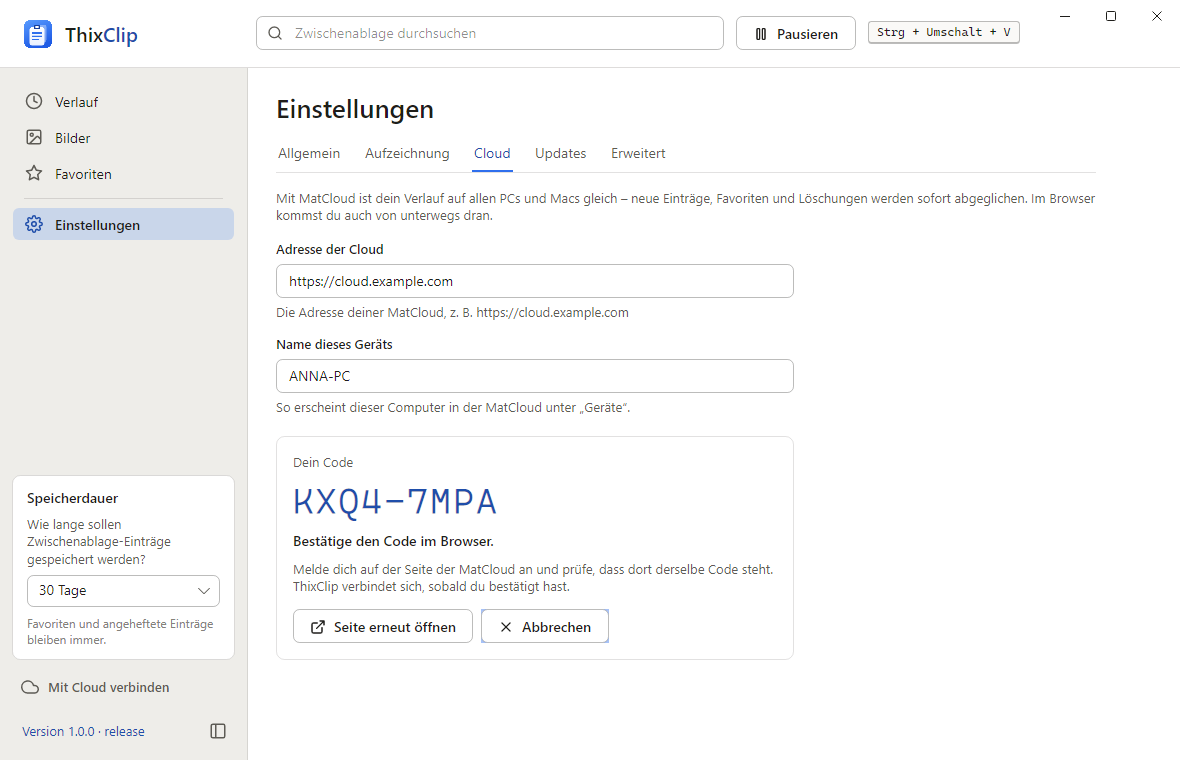 ThixClip
Zwischenablage durchsuchen
Pausieren
Strg + Umschalt + V
Verlauf
Bilder
Favoriten
Einstellungen
Speicherdauer
Wie lange sollen
Zwischenablage-Einträge
gespeichert werden?
30 Tage
Favoriten und angeheftete Einträge
bleiben immer.
Mit Cloud verbinden
Version 1.0.0 · release
Einstellungen
Allgemein
Aufzeichnung
Cloud
Updates
Erweitert
Mit MatCloud ist dein Verlauf auf allen PCs und Macs gleich – neue Einträge, Favoriten und Löschungen werden sofort abgeglichen. Im Browser
kommst du auch von unterwegs dran.
Adresse der Cloud
https://cloud.example.com
Die Adresse deiner MatCloud, z. B. https://cloud.example.com
Name dieses Geräts
ANNA-PC
So erscheint dieser Computer in der MatCloud unter „Geräte“.
Dein Code
KXQ4-7MPA
Bestätige den Code im Browser.
Melde dich auf der Seite der MatCloud an und prüfe, dass dort derselbe Code steht.
ThixClip verbindet sich, sobald du bestätigt hast.
Seite erneut öffnen
Abbrechen